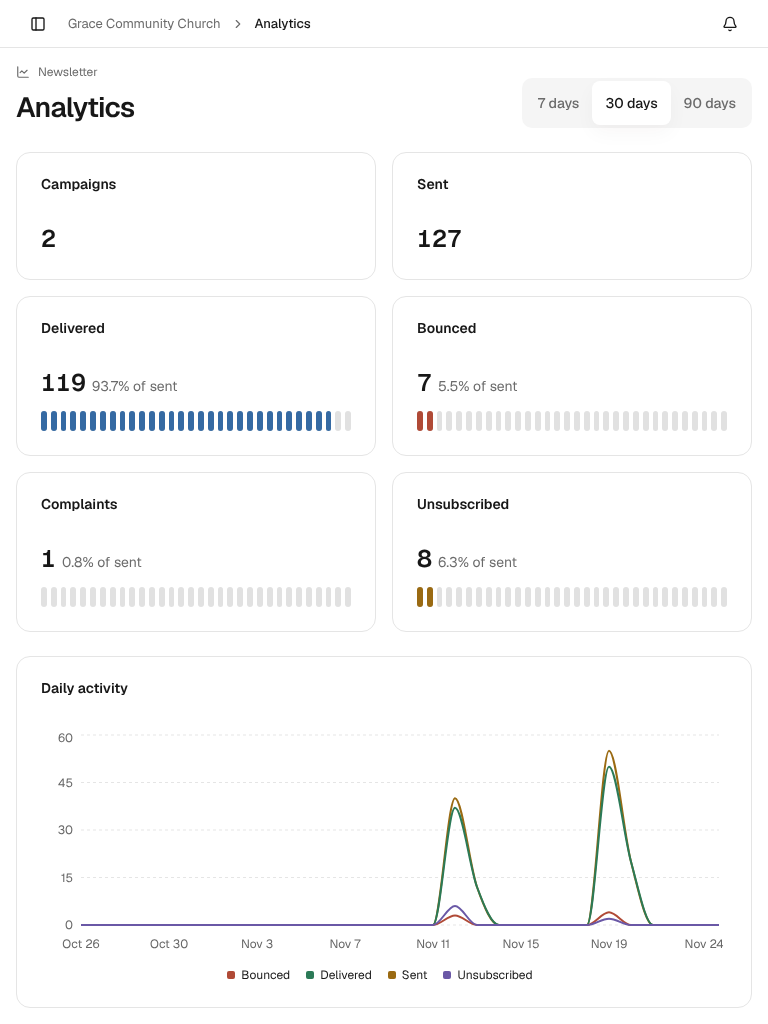 Grace Community Church > Analytics
Newsletter
Analytics
7 days 30 days 90 days
Campaigns
2
Sent
127
Delivered
119 93.7% of sent
Bounced
7 5.5% of sent
Complaints
1 0.8% of sent
Unsubscribed
8 6.3% of sent
Daily activity
60
45
30
15
0
Oct 26 Oct 30 Nov 3 Nov 7 Nov 11 Nov 15 Nov 19 Nov 24
Bounced Delivered Sent Unsubscribed